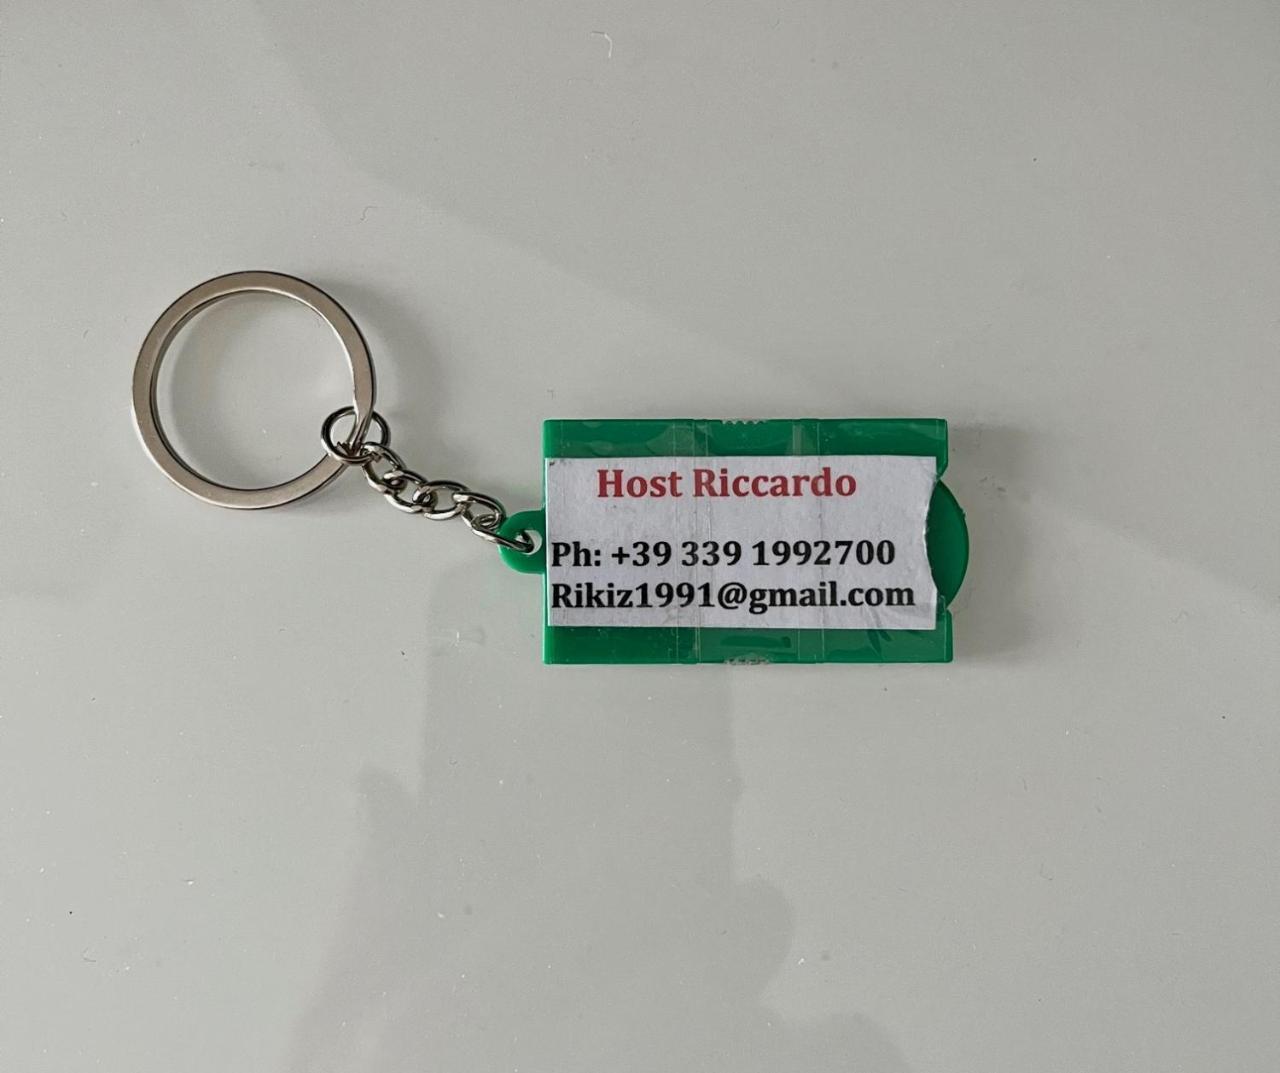 Host Riccardo
Ph: +39 339 1992700
Rikiz1991@gmail.com